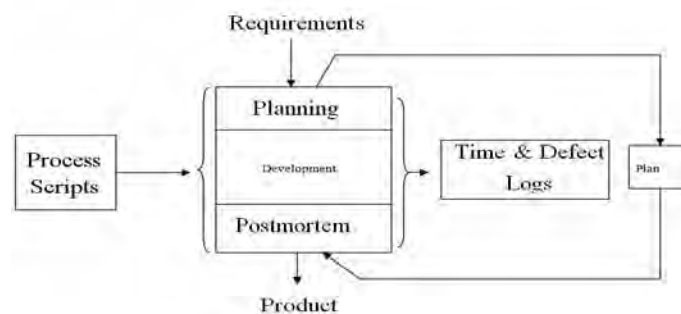 Requirements
Planning
Process
Scripts
Development
Time & Defect
Logs
Plan
Postmortem
Product